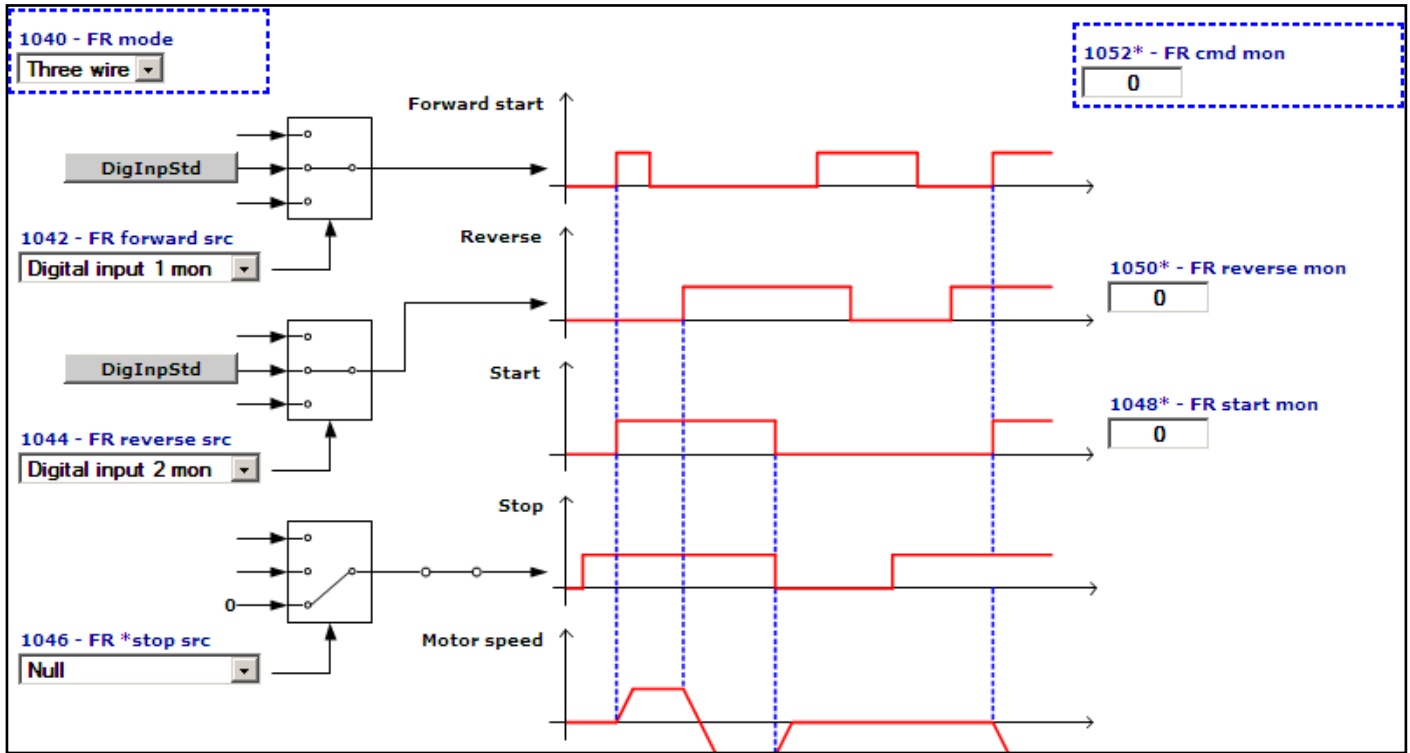 1040 - FR mode
Three wire
1052* - FR cmd mon
0
Forward start
DigInpStd
1042 - FR forward src
Digital input 1 mon
Reverse
1050* - FR reverse mon
0
DigInpStd
Start
1048* - FR start mon
0
1044 - FR reverse src
Digital input 2 mon
Stop
0
1046 - FR *stop src
Null
Motor speed